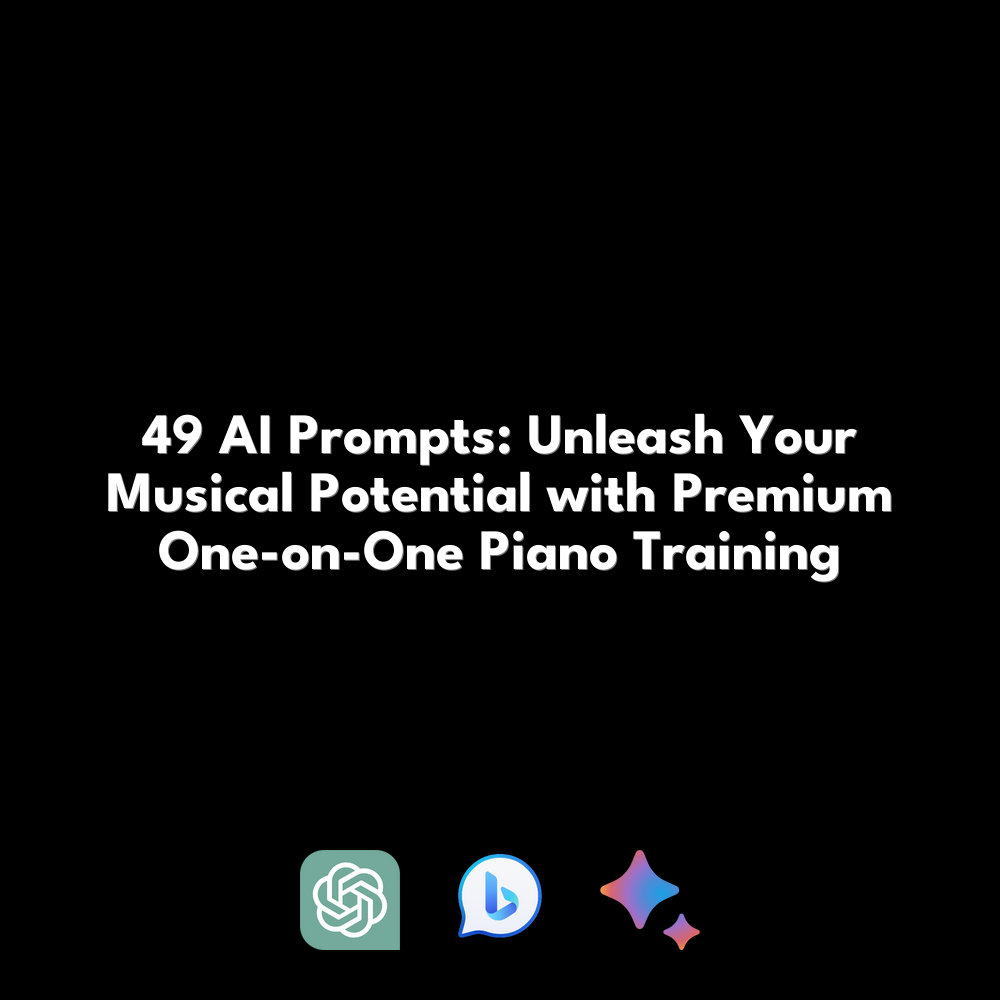 49 AI Prompts: Unleash Your
Musical Potential with Premium
One-on-One Piano Training